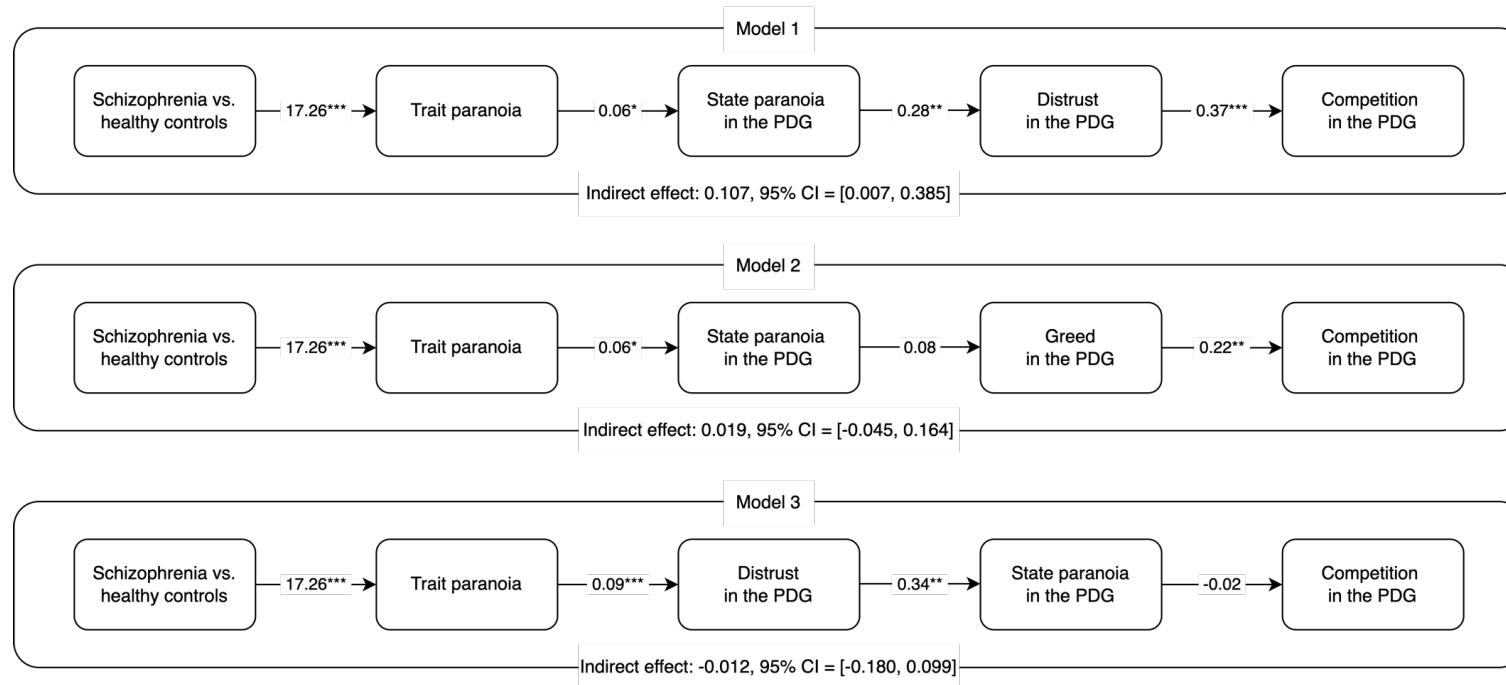 Model 1
Schizophrenia vs.
healthy controls
17.26***
Trait paranoia
0.06*
State paranoia
in the PDG
0.28**
Distrust
in the PDG
0.37***
Competition
in the PDG
Indirect effect: 0.107, 95% CI = [0.007, 0.385]
Model 2
Schizophrenia vs.
healthy controls
17.26***
Trait paranoia
0.06*
State paranoia
in the PDG
0.08
Greed
in the PDG
0.22**
Competition
in the PDG
Indirect effect: 0.019, 95% CI = [-0.045, 0.164]
Model 3
Schizophrenia vs.
healthy controls
17.26***
Trait paranoia
0.09***
Distrust
in the PDG
0.34**
State paranoia
in the PDG
-0.02
Competition
in the PDG
Indirect effect: -0.012, 95% CI = [-0.180, 0.099]